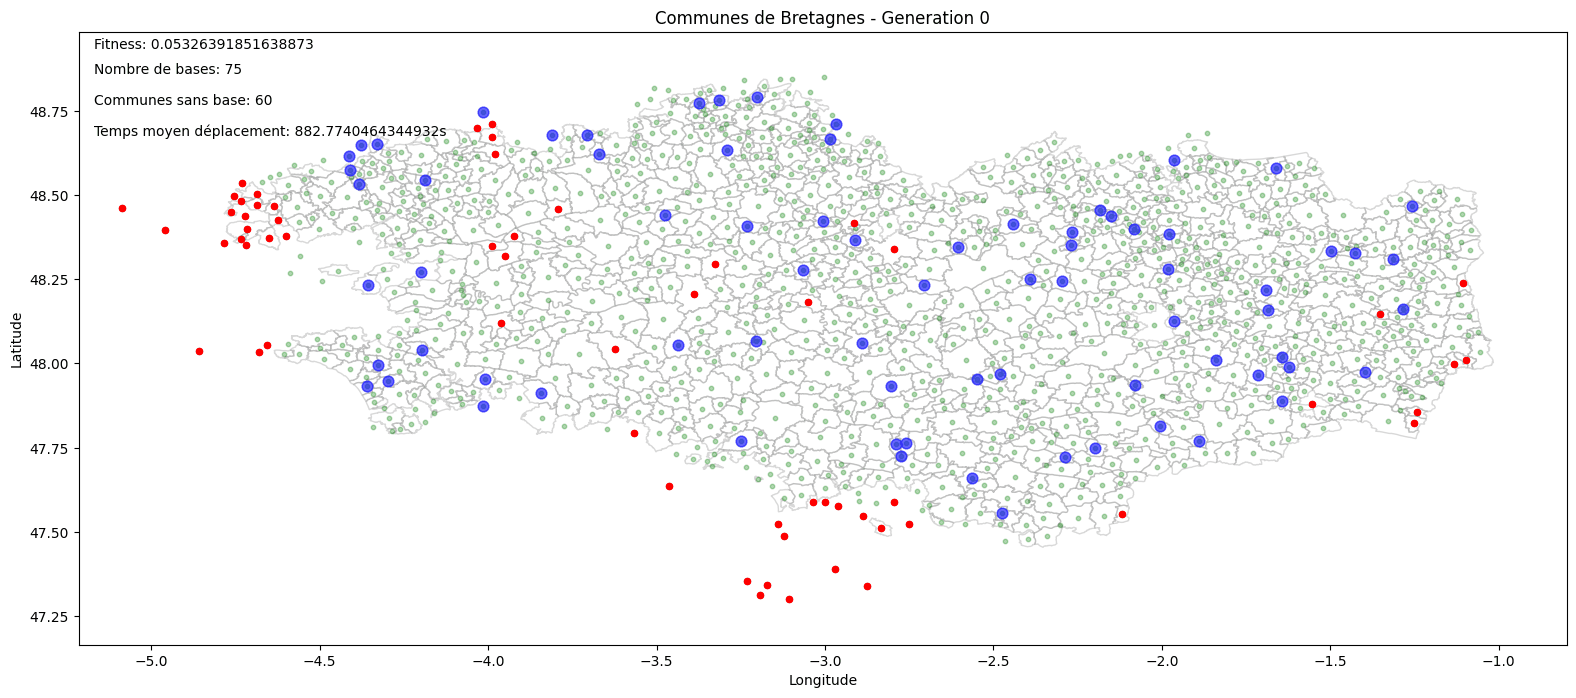 Communes de Bretagnes - Generation 0
Fitness: 0.05326391851638873
Nombre de bases: 75
Communes sans base: 60
Temps moyen déplacement: 882.7740464344932s
Latitude
48.75
48.50
48.25
48.00
47.75
47.50
47.25
−5.0 −4.5 −4.0 −3.5 −3.0 −2.5 −2.0 −1.5 −1.0
Longitude